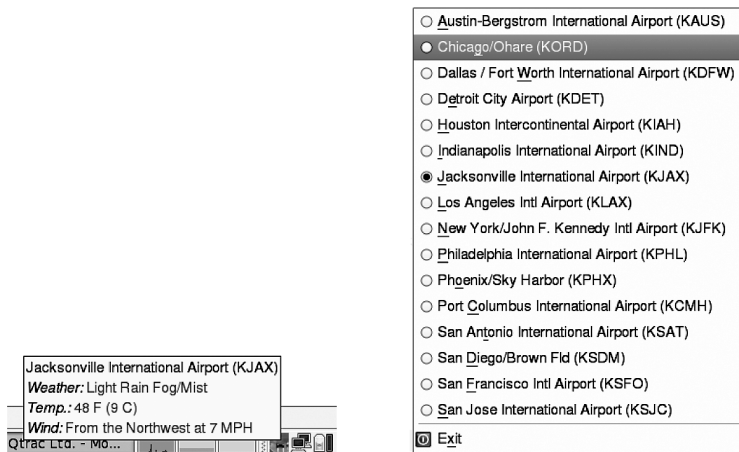 Jacksonville International Airport (KJAX)
Weather: Light Rain Fog/Mist
Temp.: 48 F (9 C)
Wind: From the Northwest at 7 MPH
Qtrac Ltd. - Mo...
Austin-Bergstrom International Airport (KAUS)
Chicago/Ohare (KORD)
Dallas / Fort Worth International Airport (KDFW)
Detroit City Airport (KDET)
Houston Intercontinental Airport (KIAH)
Indianapolis International Airport (KIND)
Jacksonville International Airport (KJAX)
Los Angeles Intl Airport (KLAX)
New York/John F. Kennedy Intl Airport (KJFK)
Philadelphia International Airport (KPHL)
Phoenix/Sky Harbor (KPHX)
Port Columbus International Airport (KCMH)
San Antonio International Airport (KSAT)
San Diego/Brown Fld (KSDM)
San Francisco Intl Airport (KSFO)
San Jose International Airport (KSJC)
Exit